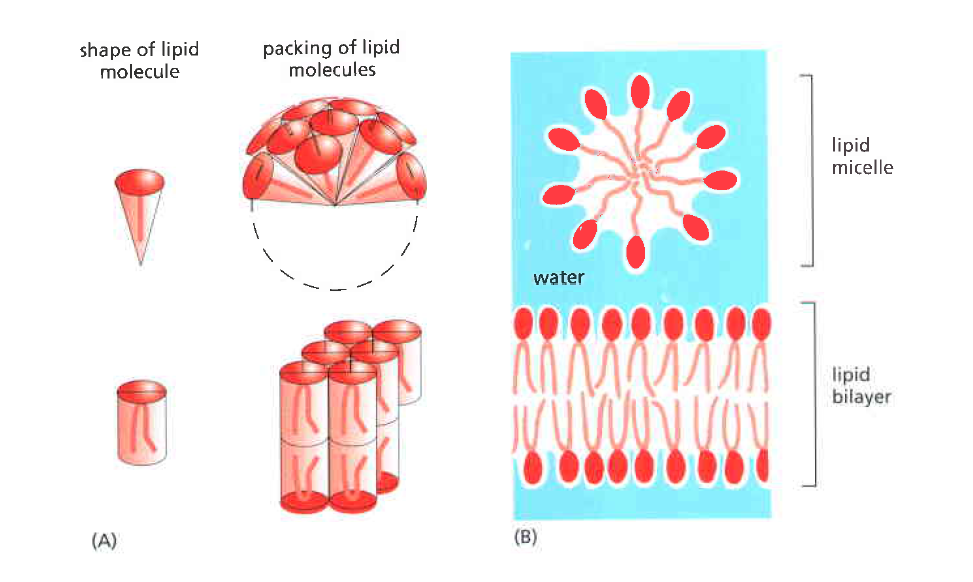 shape of lipid
molecule
packing of lipid
molecules
lipid
micelle
water
lipid
bilayer
(A)
(B)